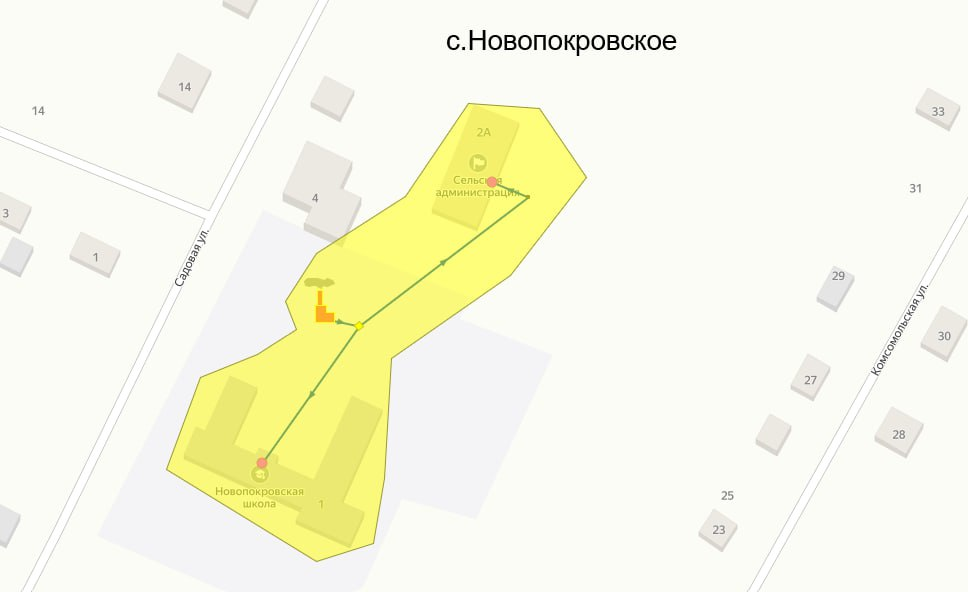 с.Новопокровское
14
14
2А
33
Сельская
администрация
31
4
3
1
Садовая ул.
29
Комсомольская ул.
30
27
28
Новопокровская
школа
1
25
23